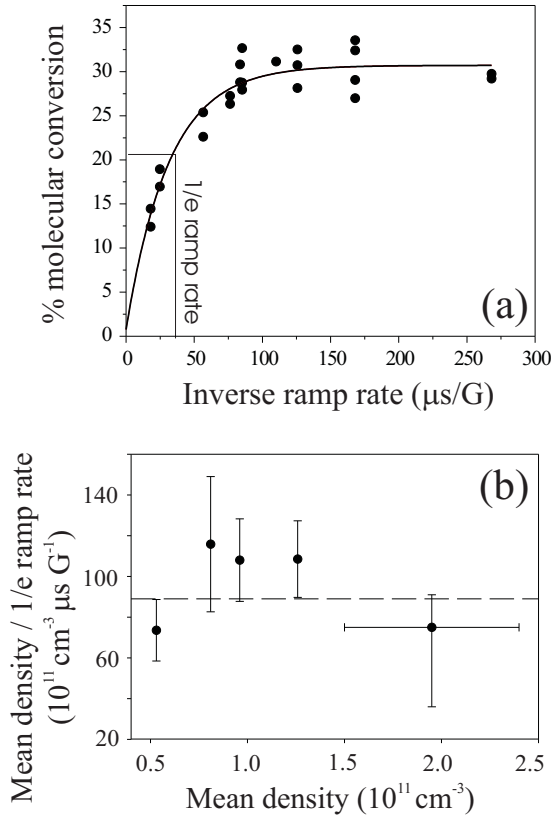 35
30
25
20
15
10
5
0
% molecular conversion
1/e ramp rate
(a)
0 50 100 150 200 250 300
Inverse ramp rate (μs/G)
(b)
140
100
60
20
Mean density / 1/e ramp rate
(10¹¹ cm⁻³ μs G⁻¹)
0.5 1.0 1.5 2.0 2.5
Mean density (10¹¹ cm⁻³)